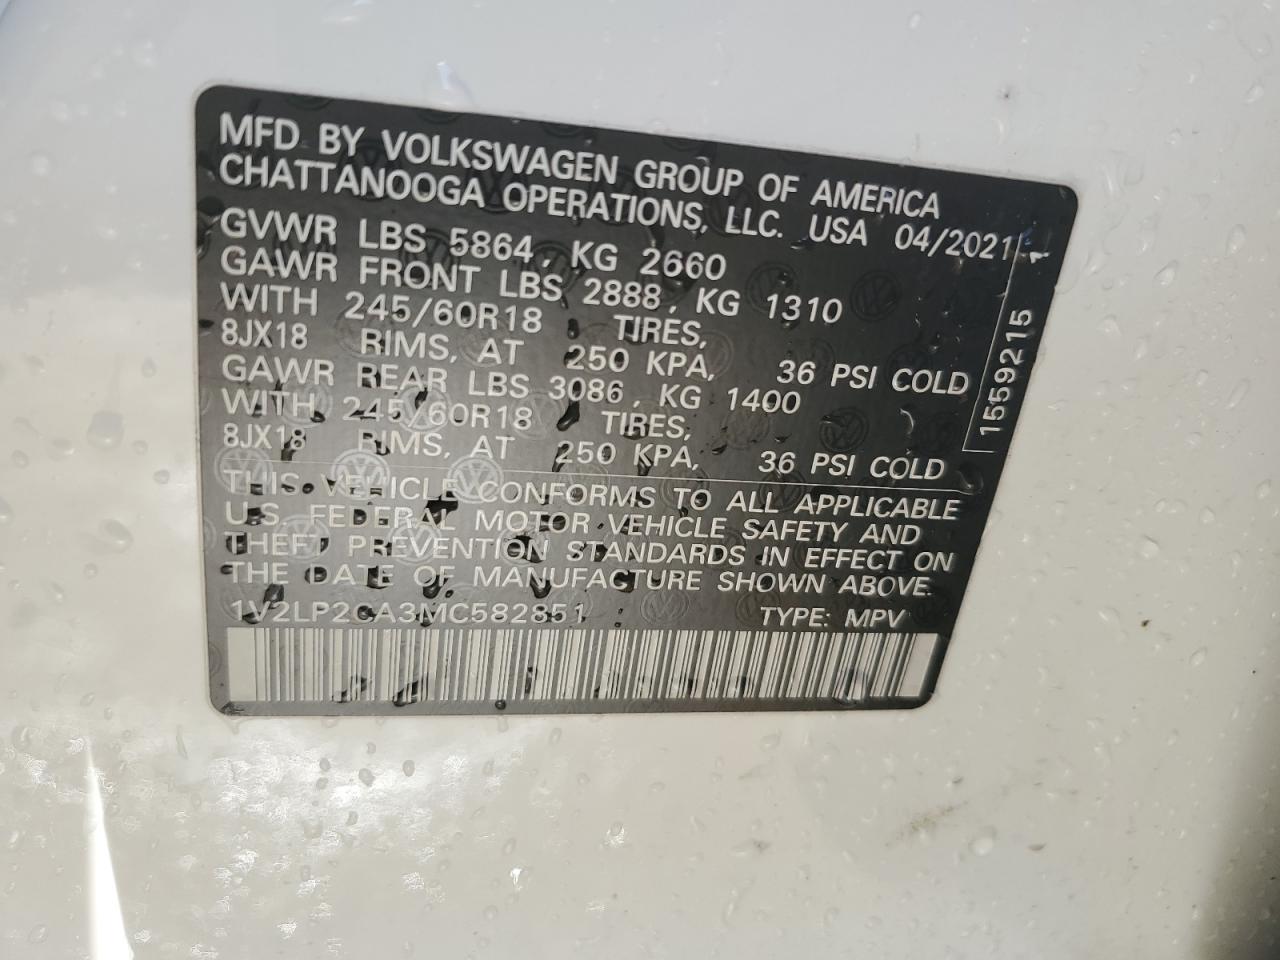 MFD BY VOLKSWAGEN GROUP OF AMERICA
CHATTANOOGA OPERATIONS, LLC. USA 04/2021 1
GVWR LBS 5864, KG 2660
GAWR FRONT LBS 2888, KG 1310
WITH 245/60R18 TIRES,
8JX18 RIMS, AT 250 KPA, 36 PSI COLD
GAWR REAR LBS 3086, KG 1400
WITH 245/60R18 TIRES,
8JX18 RIMS, AT 250 KPA, 36 PSI COLD
THIS VEHICLE CONFORMS TO ALL APPLICABLE
U.S. FEDERAL MOTOR VEHICLE SAFETY AND
THEFT PREVENTION STANDARDS IN EFFECT ON
THE DATE OF MANUFACTURE SHOWN ABOVE.
1V2LP2CA3MC582851 TYPE: MPV
1559215